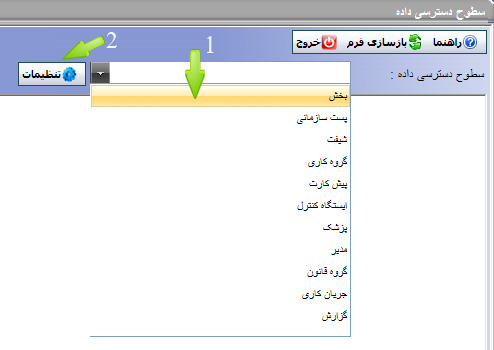 سطوح دسترسی داده
راهنما بازسازی فرم خروج
1 2
سطوح دسترسی داده : تنظیمات
بخش
پست سازمانی
شیفت
گروه کاری
پیش کارت
ایستگاه کنترل
پزشک
مدیر
گروه قانون
جریان کاری
گزارش